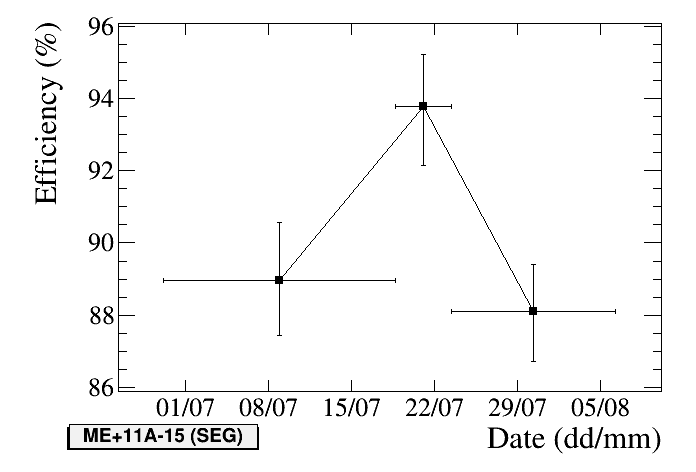 Efficiency (%)
96
94
92
90
88
86
01/07 08/07 15/07 22/07 29/07 05/08
ME+11A-15 (SEG)
Date (dd/mm)